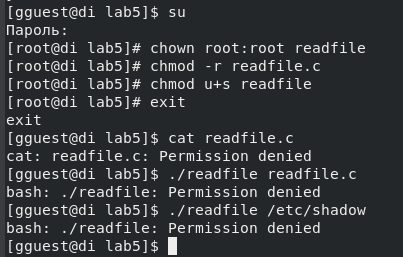 [gguest@di lab5]$ su
Пароль:
[root@di lab5]# chown root:root readfile
[root@di lab5]# chmod -r readfile.c
[root@di lab5]# chmod u+s readfile
[root@di lab5]# exit
exit
[gguest@di lab5]$ cat readfile.c
cat: readfile.c: Permission denied
[gguest@di lab5]$ ./readfile readfile.c
bash: ./readfile: Permission denied
[gguest@di lab5]$ ./readfile /etc/shadow
bash: ./readfile: Permission denied
[gguest@di lab5]$